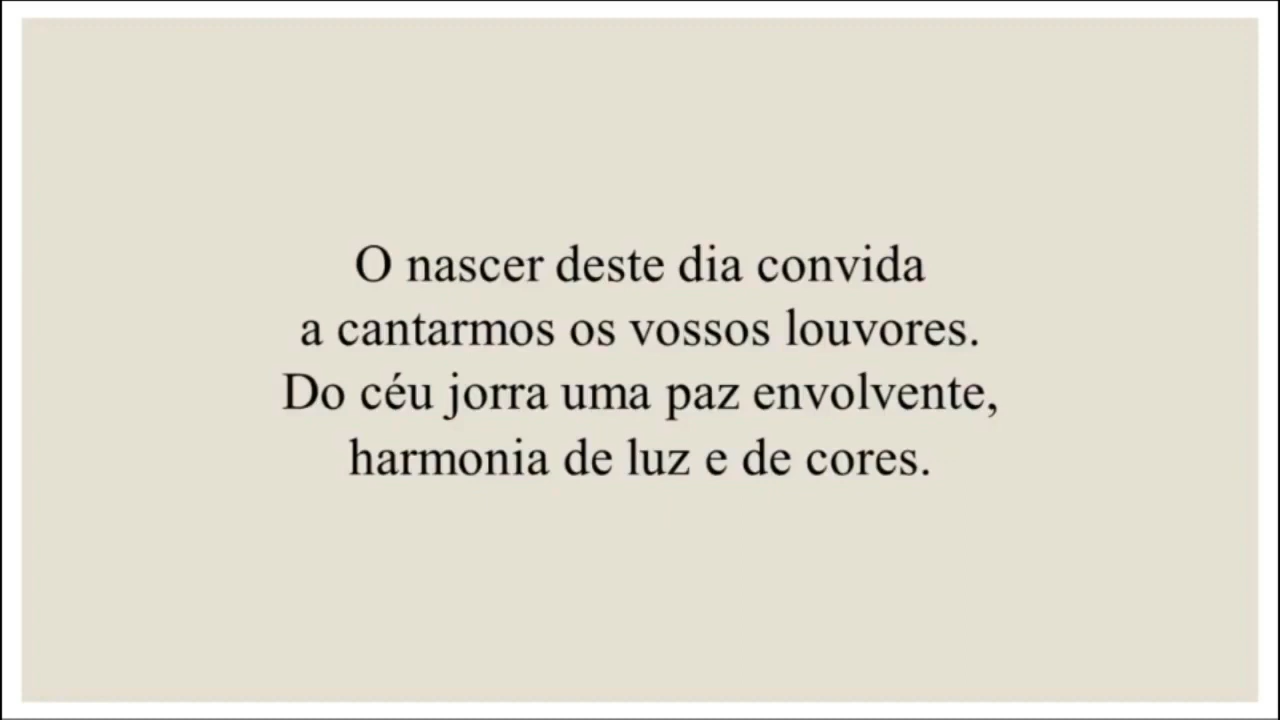 O nascer deste dia convida
a cantarmos os vossos louvores.
Do céu jorra uma paz envolvente,
harmonia de luz e de cores.